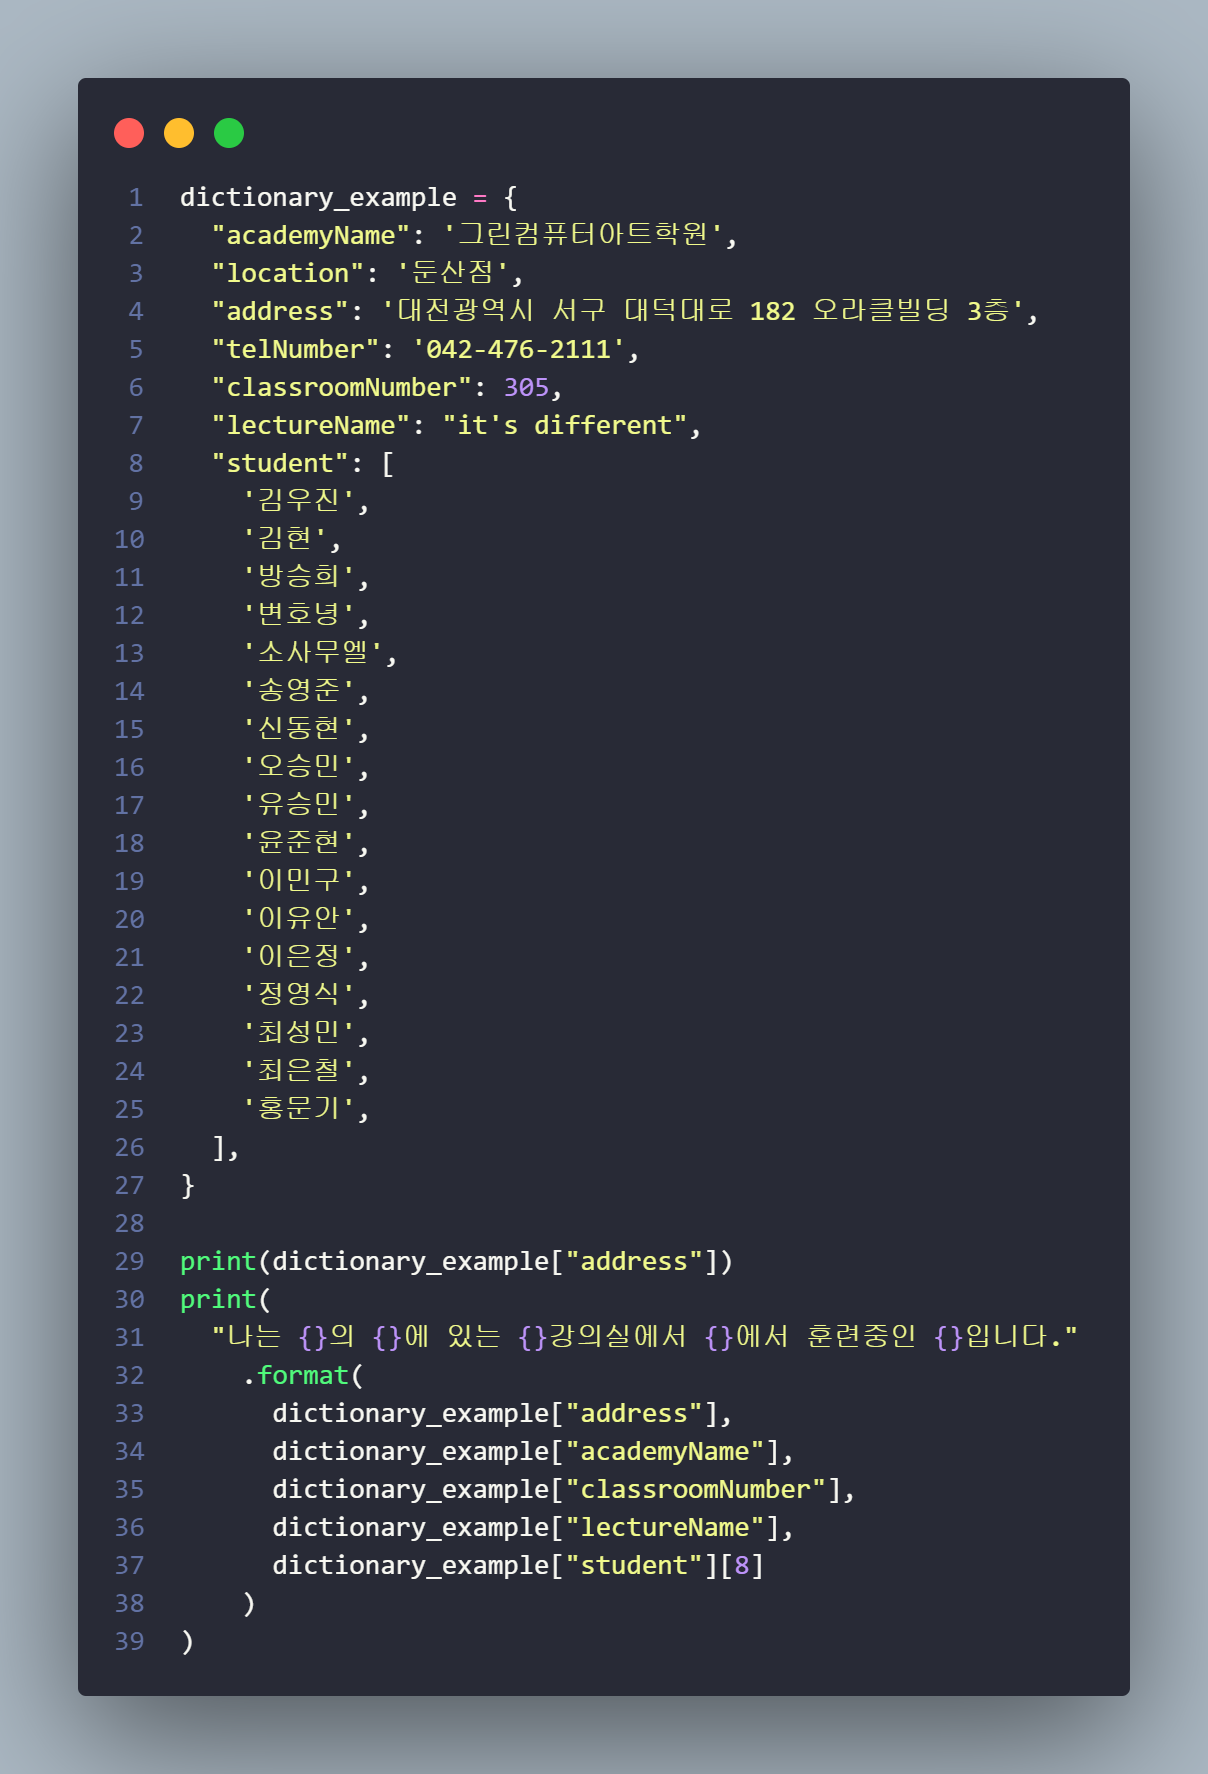 1 dictionary_example = {
2 "academyName": '그린컴퓨터아트학원',
3 "location": '둔산점',
4 "address": '대전광역시 서구 대덕대로 182 오라클빌딩 3층',
5 "telNumber": '042-476-2111',
6 "classroomNumber": 305,
7 "lectureName": "it's different",
8 "student": [
9 '김우진',
10 '김현',
11 '방승희',
12 '변호녕',
13 '소사무엘',
14 '송영준',
15 '신동현',
16 '오승민',
17 '유승민',
18 '윤준현',
19 '이민구',
20 '이유안',
21 '이은정',
22 '정영식',
23 '최성민',
24 '최은철',
25 '홍문기',
26 ],
27 }
28
29 print(dictionary_example["address"])
30 print(
31 "나는 {}의 {}에 있는 {}강의실에서 {}에서 훈련중인 {}입니다."
32 .format(
33 dictionary_example["address"],
34 dictionary_example["academyName"],
35 dictionary_example["classroomNumber"],
36 dictionary_example["lectureName"],
37 dictionary_example["student"][8]
38 )
39 )